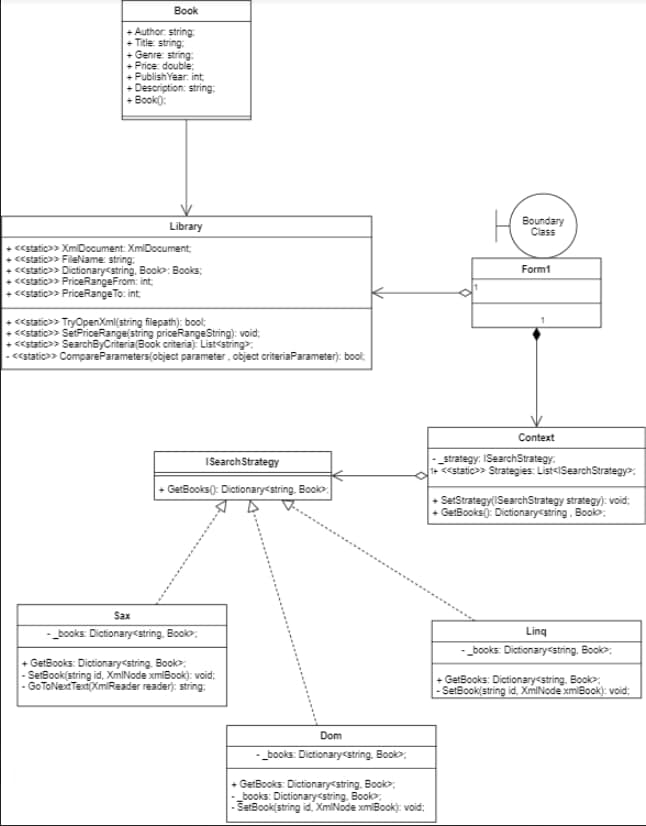 Book
+ Author: string;
+ Title: string;
+ Genre: string;
+ Price: double;
+ PublishYear: int;
+ Description: string;
+ Book();
Library
+ <<static>> XmlDocument: XmlDocument;
+ <<static>> FileName: string;
+ <<static>> Dictionary<string, Book>: Books;
+ <<static>> PriceRangeFrom: int;
+ <<static>> PriceRangeTo: int;
+ <<static>> TryOpenXml(string filepath): bool;
+ <<static>> SetPriceRange(string priceRangeString): void;
+ <<static>> SearchByCriteria(Book criteria): List<string>;
- <<static>> CompareParameters(object parameter , object criteriaParameter): bool;
Boundary
Class
Form1
1
1
Context
- _strategy: ISearchStrategy;
1
+ <<static>> Strategies: List<ISearchStrategy>;
+ SetStrategy(ISearchStrategy strategy): void;
+ GetBooks(): Dictionary<string , Book>;
ISearchStrategy
+ GetBooks(): Dictionary<string, Book>;
Sax
- _books: Dictionary<string, Book>;
+ GetBooks: Dictionary<string, Book>;
- SetBook(string id, XmlNode xmlBook): void;
- GoToNextText(XmlReader reader): string;
Linq
- _books: Dictionary<string, Book>;
+ GetBooks: Dictionary<string, Book>;
- SetBook(string id, XmlNode xmlBook): void;
Dom
- _books: Dictionary<string, Book>;
+ GetBooks: Dictionary<string, Book>;
- _books: Dictionary<string, Book>;
- SetBook(string id, XmlNode xmlBook): void;